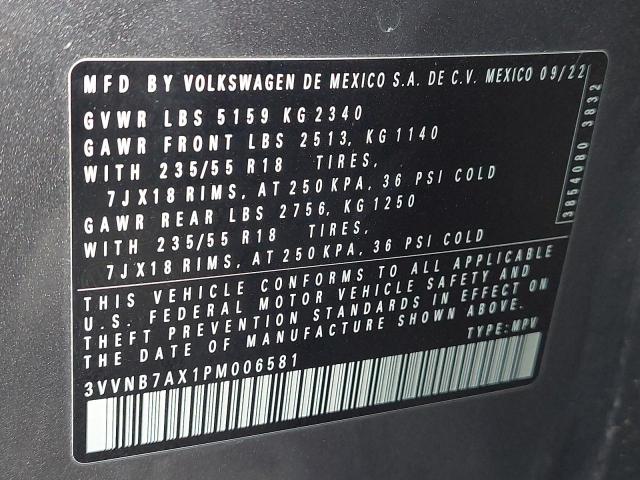 MFD BY VOLKSWAGEN DE MEXICO S.A. DE C.V. MEXICO 09/22
GVWR LBS 5159 KG 2340
GAWR FRONT LBS 2513, KG 1140
WITH 235/55 R18 TIRES,
7JX18 RIMS, AT 250 KPA, 36 PSI COLD
GAWR REAR LBS 2756, KG 1250
WITH 235/55 R18 TIRES,
7JX18 RIMS, AT 250 KPA, 36 PSI COLD
3854080 3832
THIS VEHICLE CONFORMS TO ALL APPLICABLE
U.S. FEDERAL MOTOR VEHICLE SAFETY AND
THEFT PREVENTION STANDARDS IN EFFECT ON
THE DATE OF MANUFACTURE SHOWN ABOVE.
TYPE: MPV
3VVNB7AX1PM006581